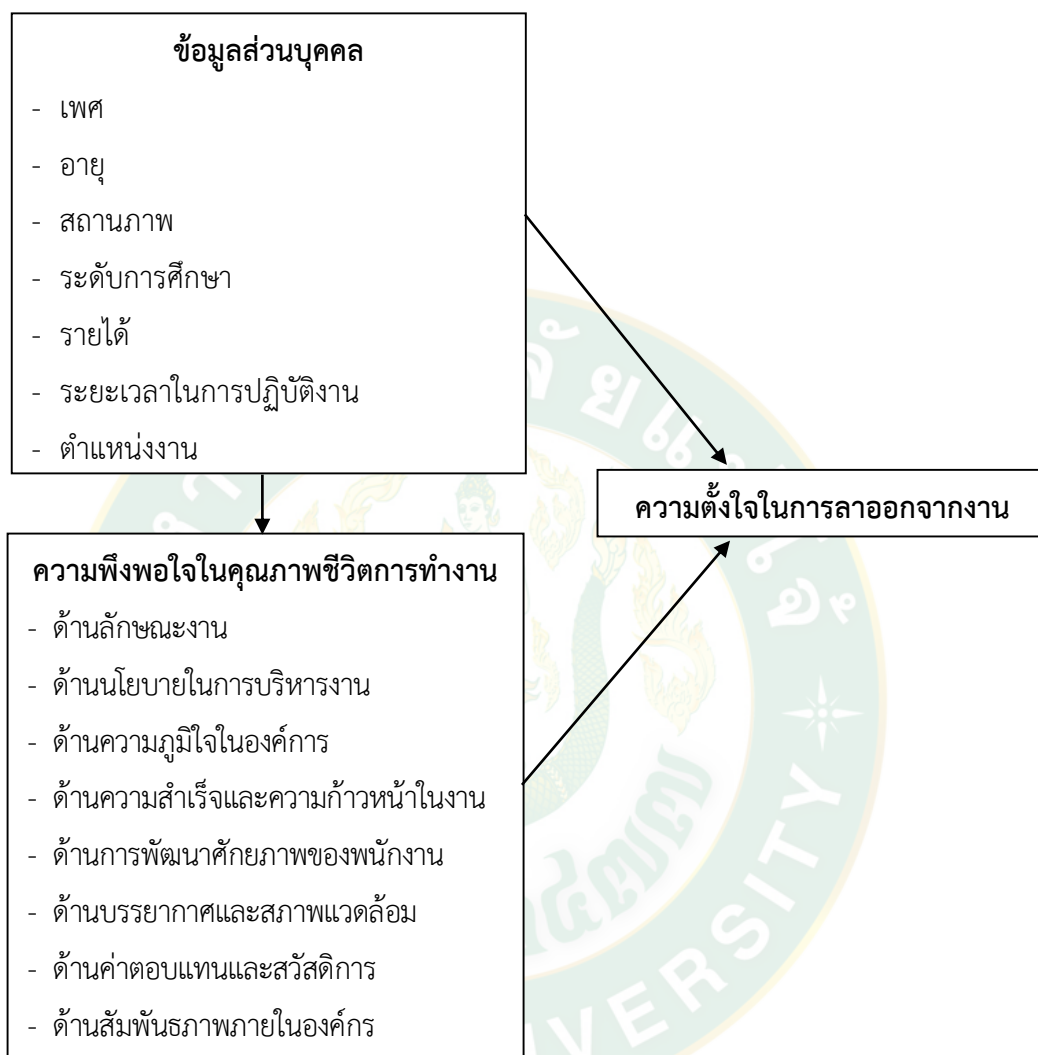 ข้อมูลส่วนบุคคล
- เพศ
- อายุ
- สถานภาพ
- ระดับการศึกษา
- รายได้
- ระยะเวลาในการปฏิบัติงาน
- ตำแหน่งงาน
ความตั้งใจในการลาออกจากงาน
ความพึงพอใจในคุณภาพชีวิตการทำงาน
- ด้านลักษณะงาน
- ด้านนโยบายในการบริหารงาน
- ด้านความภูมิใจในองค์การ
- ด้านความสำเร็จและความก้าวหน้าในงาน
- ด้านการพัฒนาศักยภาพของพนักงาน
- ด้านบรรยากาศและสภาพแวดล้อม
- ด้านค่าตอบแทนและสวัสดิการ
- ด้านสัมพันธภาพภายในองค์กร